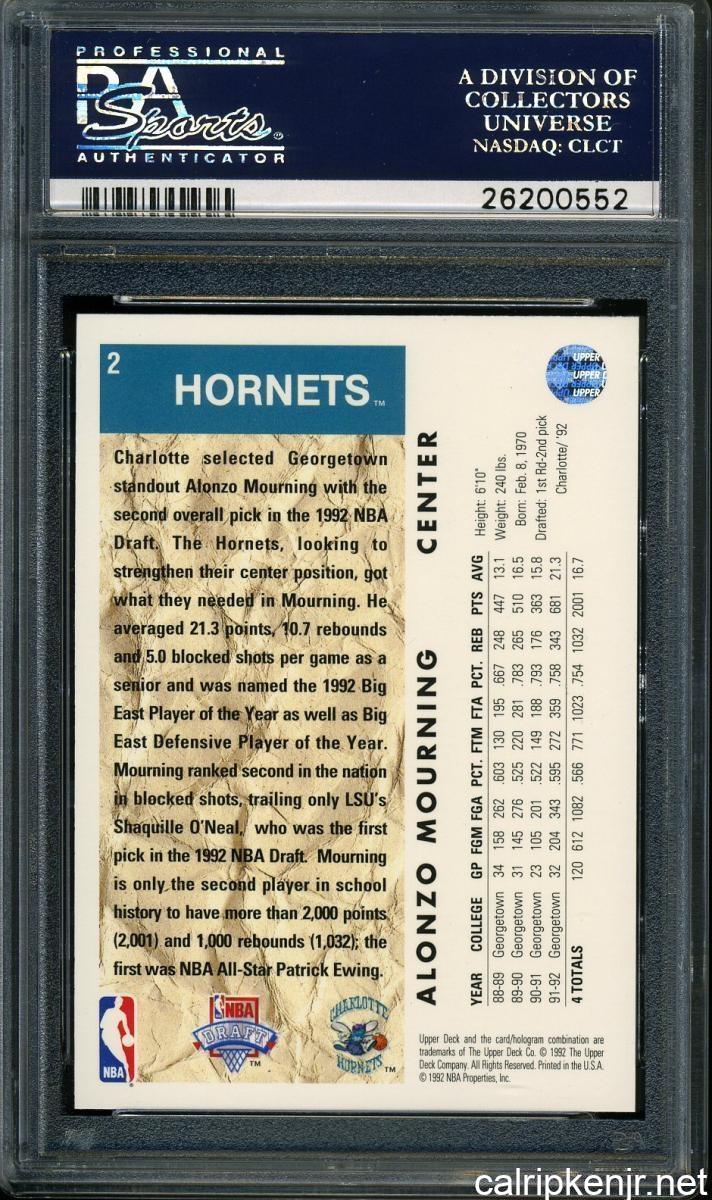 PROFESSIONAL
PSA
Sports
AUTHENTICATOR
A DIVISION OF
COLLECTORS
UNIVERSE
NASDAQ: CLCT
26200552
2
HORNETS™
UPPER
UPPER
UPPER
Charlotte selected Georgetown
standout Alonzo Mourning with the
second overall pick in the 1992 NBA
Draft. The Hornets, looking to
strengthen their center position, got
what they needed in Mourning. He
averaged 21.3 points, 10.7 rebounds
and 5.0 blocked shots per game as a
senior and was named the 1992 Big
East Player of the Year as well as Big
East Defensive Player of the Year.
Mourning ranked second in the nation
in blocked shots, trailing only LSU's
Shaquille O'Neal, who was the first
pick in the 1992 NBA Draft. Mourning
is only the second player in school
history to have more than 2,000 points
(2,001) and 1,000 rebounds (1,032); the
first was NBA All-Star Patrick Ewing.
NBA
NBA
DRAFT™
CHARLOTTE
HORNETS™
ALONZO MOURNING CENTER
Height: 6'10"
Weight: 240 lbs.
Born: Feb. 8, 1970
Drafted: 1st Rd-2nd pick
Charlotte/ '92
YEAR COLLEGE GP FGM FGA PCT. FTM FTA PCT. REB PTS AVG
88-89 Georgetown 34 158 262 .603 130 195 .667 248 447 13.1
89-90 Georgetown 31 145 276 .525 220 281 .783 265 510 16.5
90-91 Georgetown 23 105 201 .522 149 188 .793 176 363 15.8
91-92 Georgetown 32 204 343 .595 272 359 .758 343 681 21.3
4 TOTALS 120 612 1082 .566 771 1023 .754 1032 2001 16.7
Upper Deck and the card/hologram combination are
trademarks of The Upper Deck Co. © 1992 The Upper
Deck Company. All Rights Reserved. Printed in the U.S.A.
© 1992 NBA Properties, Inc.
calripkenjr.net